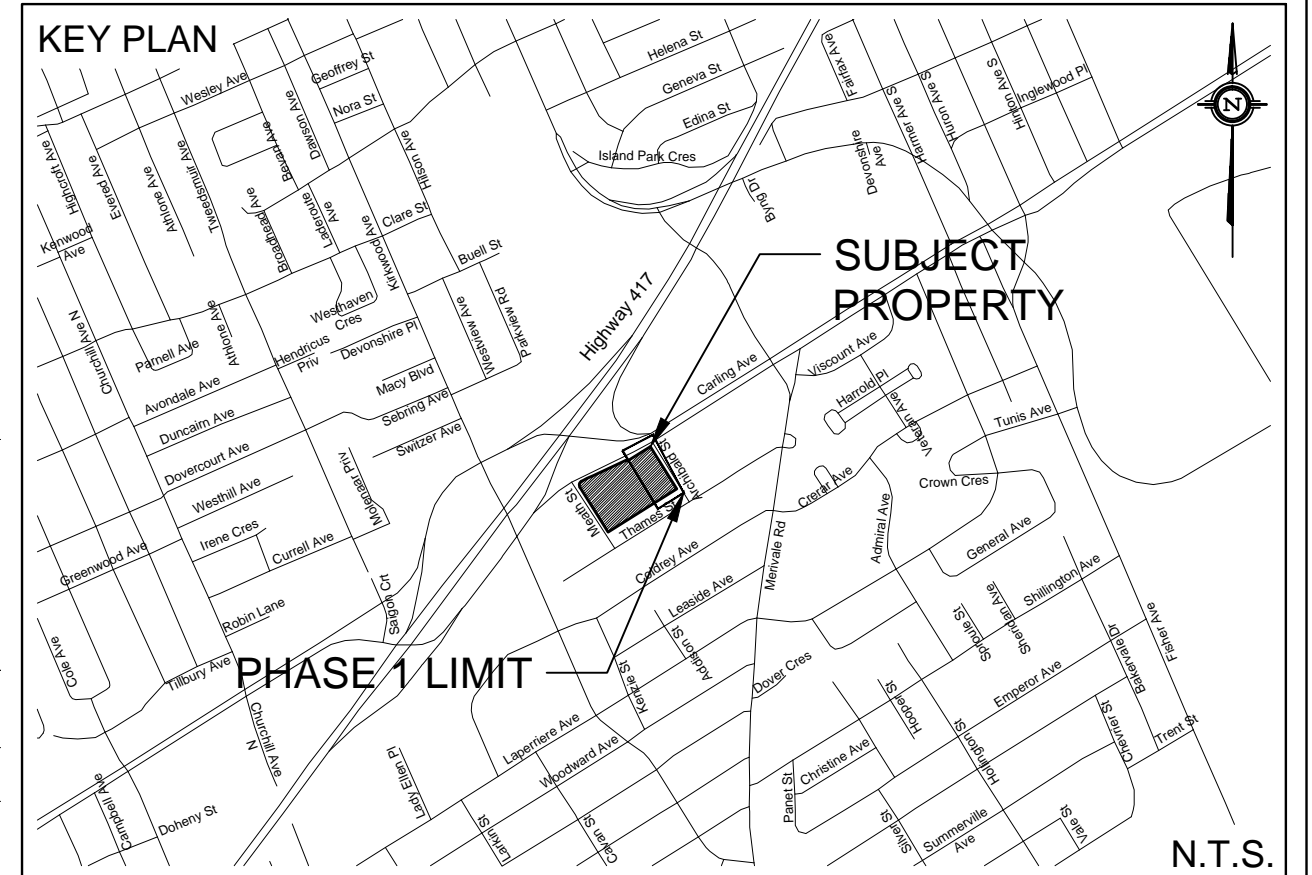 KEY PLAN
Helena St
Geneva St
Edina St
Island Park Cres
Fairfax Ave
Harmer Ave S
Huron Ave S
Hinton Ave S
Inglewood Pl
Devonshire
Ave
Byng Dr
N
Wesley Ave
Geoffrey St
Nora St
Dawson Ave
Bevan Ave
Hilson Ave
Highcroft Ave
Evered Ave
Athlone Ave
Tweedsmuir Ave
Broadhead Ave
Laderoute
Ave
Kirkwood Ave
Clare St
Buell St
Kenwood
Ave
Churchill Ave N
Parnell Ave
Athlone Ave
Westhaven
Cres
Hendricus
Priv
Devonshire Pl
Westview Ave
Parkview Rd
Macy Blvd
Sebring Ave
Switzer Ave
Avondale Ave
Duncairn Ave
Dovercourt Ave
Westhill Ave
Irene Cres
Currell Ave
Molenaar Priv
Greenwood Ave
Robin Lane
Saigon Crt
Tillbury Ave
Cole Ave
Churchill Ave
N
Campbell Ave
Doheny St
Highway 417
SUBJECT
PROPERTY
Carling Ave
Viscount Ave
Harrold Pl
Veteran Ave
Tunis Ave
Archibald St
Meath St
Thames
Crerar Ave
Crown Cres
Admiral Ave
General Ave
Merivale Rd
Coldrey Ave
Leaside Ave
Addison St
Kenzie St
Dover Cres
Shillington Ave
Sheridan Ave
Sproule St
Emperor Ave
Bakervale Dr
Fisher Ave
PHASE 1 LIMIT
Laperriere Ave
Woodward Ave
Lady Ellen Pl
Larkin St
Cavan St
Hooper St
Christine Ave
Panet St
Hollington St
Silver St
Summerville
Ave
Vale St
Chevrier St
Trent St
N.T.S.